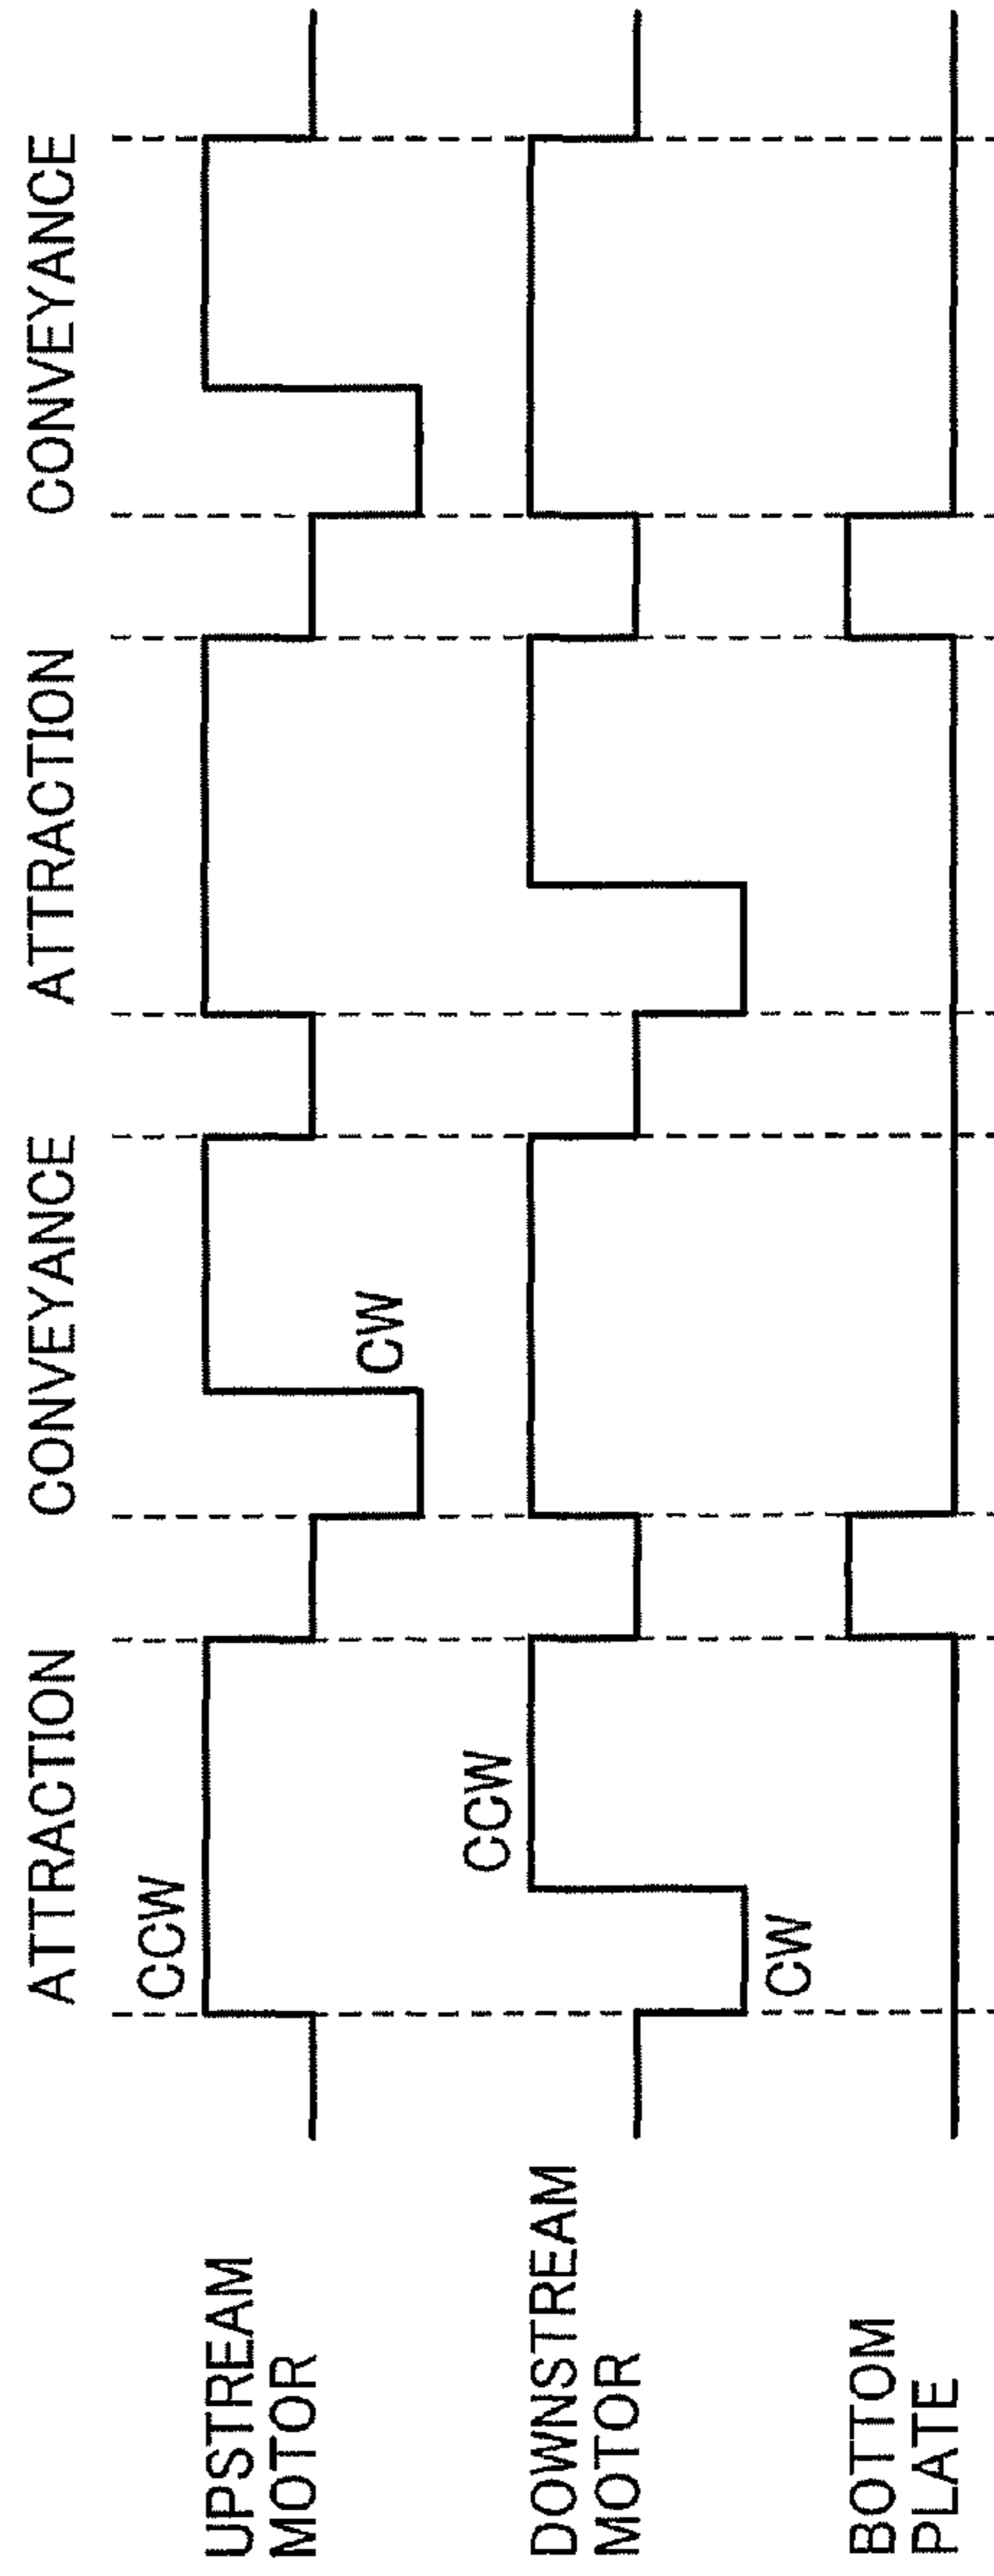 ATTRACTION
CONVEYANCE
ATTRACTION
CONVEYANCE
UPSTREAM
MOTOR
CCW
CW
DOWNSTREAM
MOTOR
CCW
CW
BOTTOM
PLATE